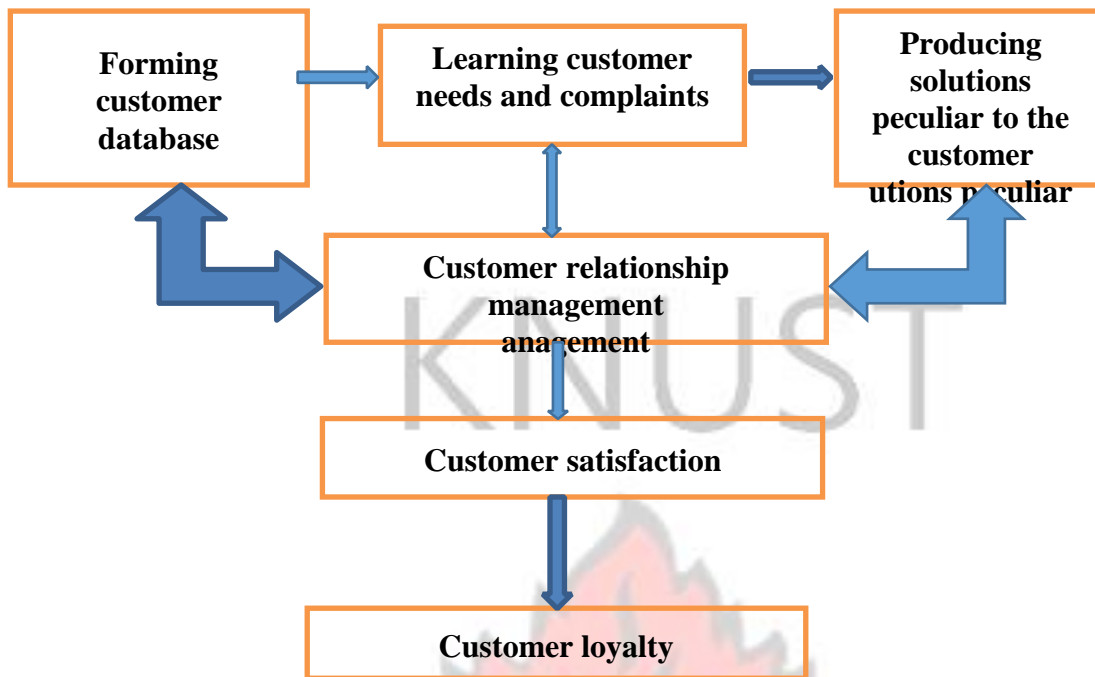 Forming
customer
database
Learning customer
needs and complaints
Producing
solutions
peculiar to the
customer
utions peculiar
Customer relationship
management
anagement
KNUST
Customer satisfaction
Customer loyalty